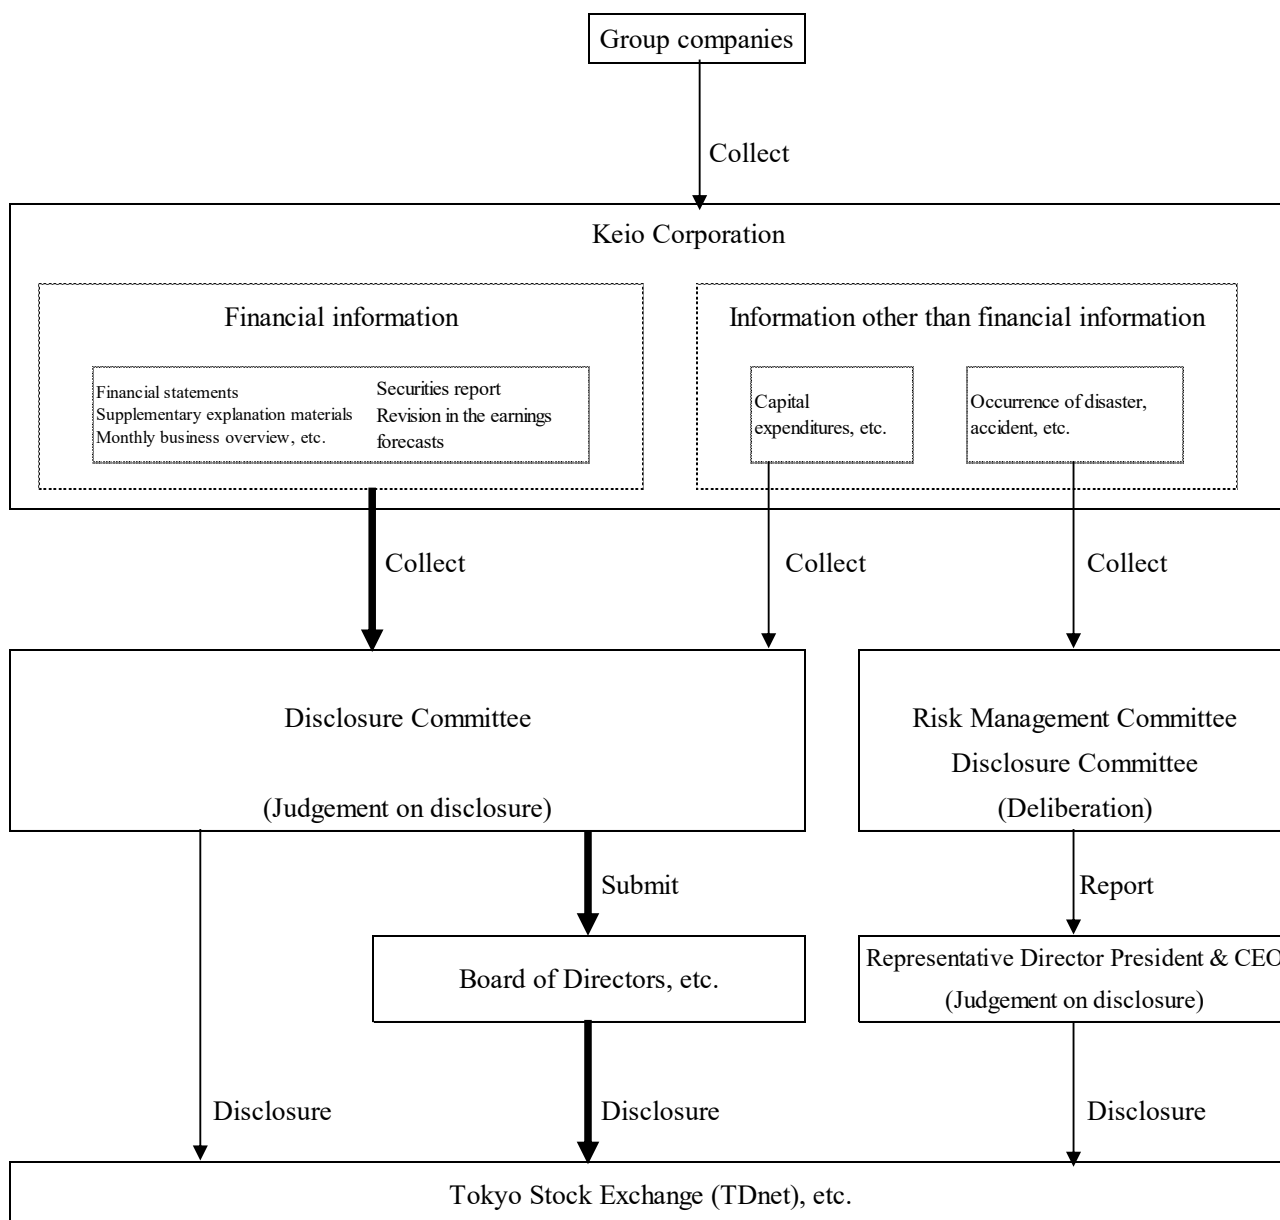 Group companies
Collect
Keio Corporation
Financial information
Information other than financial information
Financial statements
Supplementary explanation materials
Monthly business overview, etc.
Securities report
Revision in the earnings
forecasts
Capital
expenditures, etc.
Occurrence of disaster,
accident, etc.
Collect
Collect
Collect
Disclosure Committee
(Judgement on disclosure)
Risk Management Committee
Disclosure Committee
(Deliberation)
Submit
Report
Board of Directors, etc.
Representative Director President & CEO
(Judgement on disclosure)
Disclosure
Disclosure
Disclosure
Tokyo Stock Exchange (TDnet), etc.